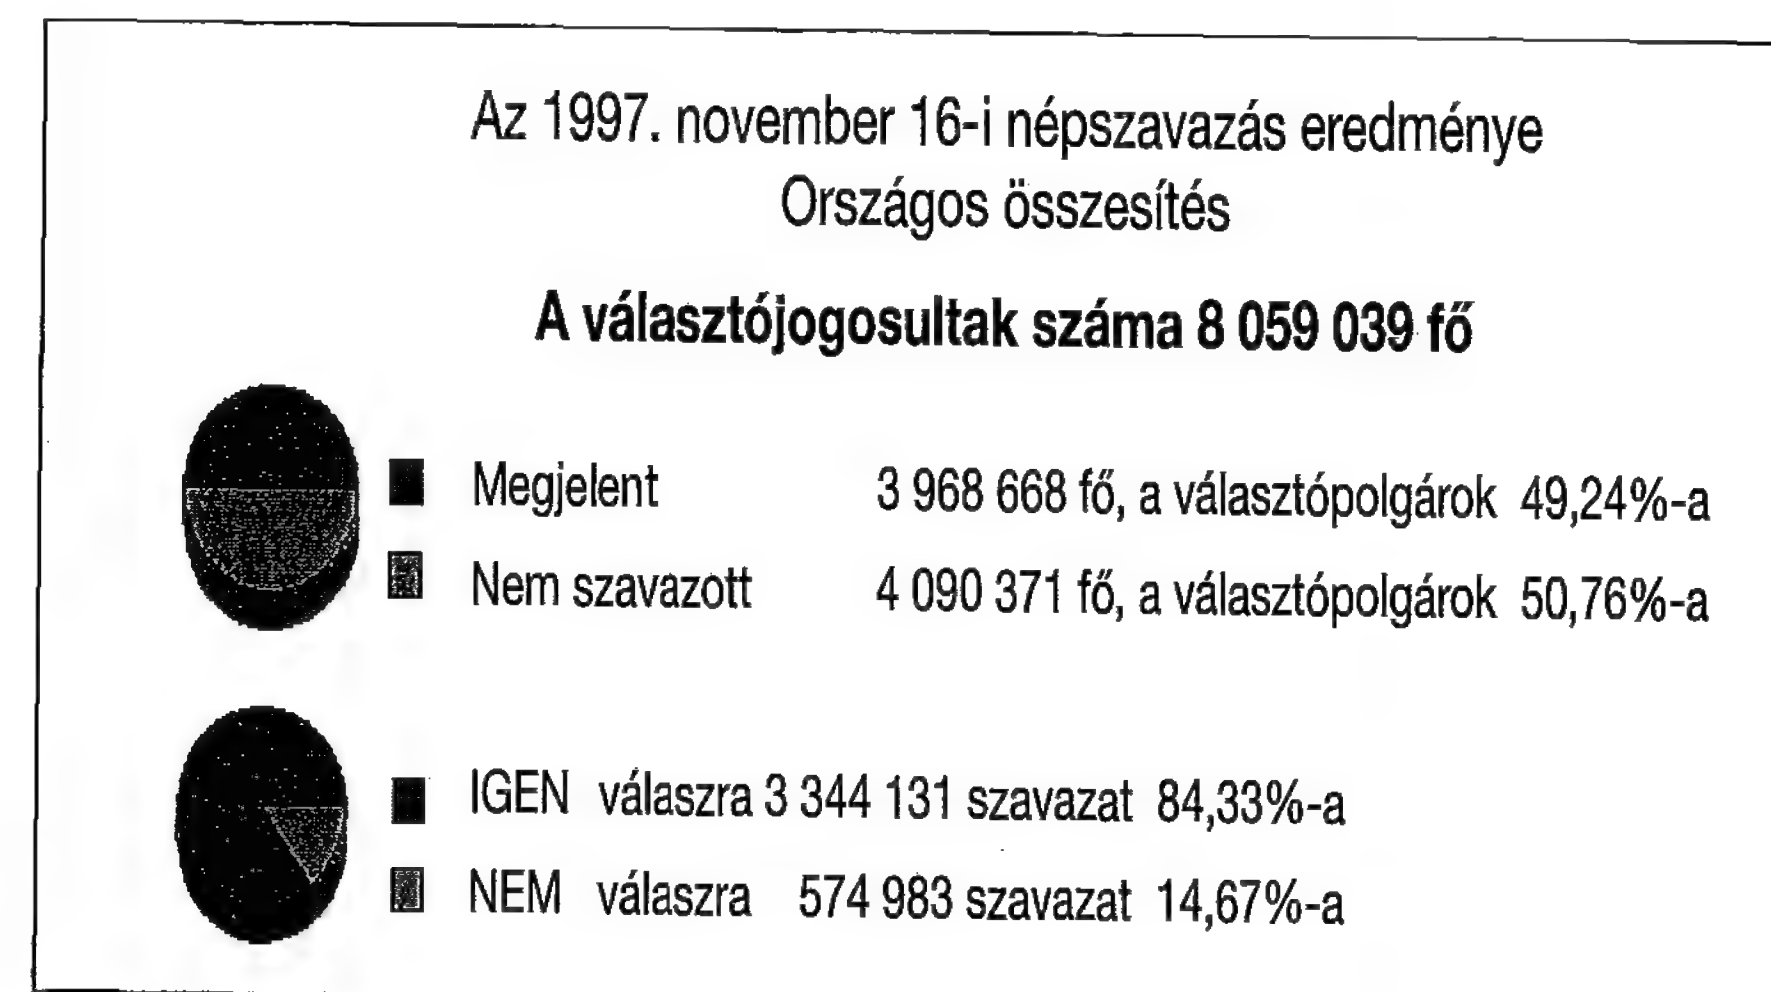 Az 1997. november 16-i népszavazás eredménye
Országos összesítés
A választójogosultak száma 8 059 039 fő
Megjelent 3 968 668 fő, a választópolgárok 49,24%-a
Nem szavazott 4 090 371 fő, a választópolgárok 50,76%-a
IGEN válaszra 3 344 131 szavazat 84,33%-a
NEM válaszra 574 983 szavazat 14,67%-a